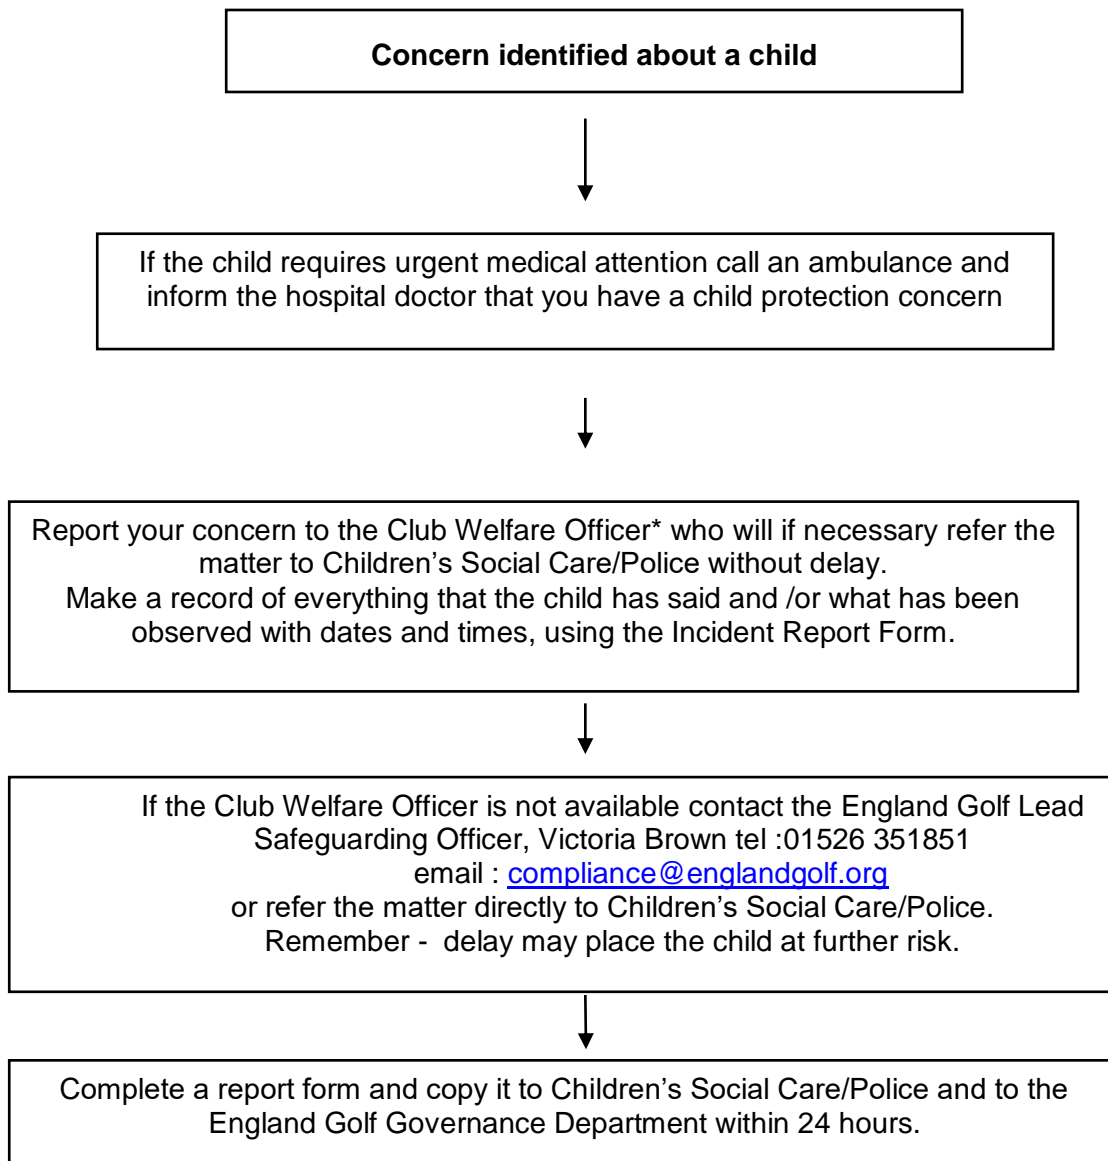 Concern identified about a child
If the child requires urgent medical attention call an ambulance and
inform the hospital doctor that you have a child protection concern
Report your concern to the Club Welfare Officer* who will if necessary refer the
matter to Children’s Social Care/Police without delay.
Make a record of everything that the child has said and /or what has been
observed with dates and times, using the Incident Report Form.
If the Club Welfare Officer is not available contact the England Golf Lead
Safeguarding Officer, Victoria Brown tel :01526 351851
email : compliance@englandgolf.org
or refer the matter directly to Children’s Social Care/Police.
Remember - delay may place the child at further risk.
Complete a report form and copy it to Children’s Social Care/Police and to the
England Golf Governance Department within 24 hours.